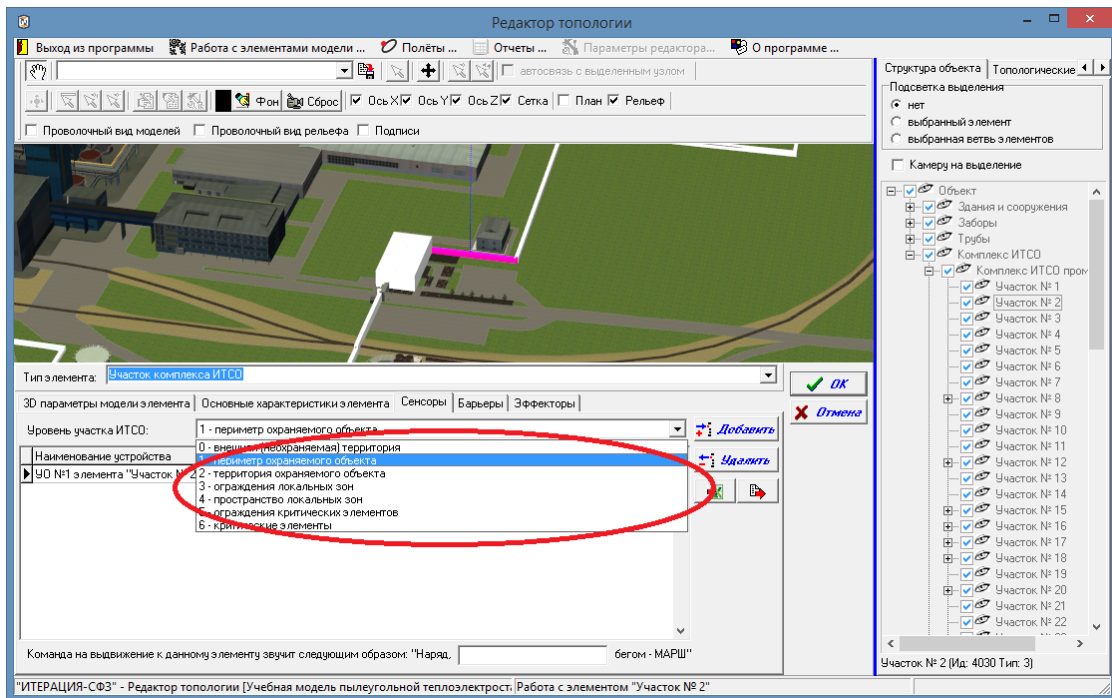 Редактор топологии
Выход из программы Работа с элементами модели ... Полёты ... Отчеты ... Параметры редактора... О программе ...
автосвязь с выделенным узлом
Фон Сброс Ось X Ось Y Ось Z Сетка План Рельеф
Проволочный вид моделей Проволочный вид рельефа Подписи
Структура объекта Топологические
Подсветка выделения
нет
выбранный элемент
выбранная ветвь элементов
Камеру на выделение
Объект
Здания и сооружения
Заборы
Трубы
Комплекс ИТСО
Комплекс ИТСО пром
Участок № 1
Участок № 2
Участок № 3
Участок № 4
Участок № 5
Участок № 6
Участок № 7
Участок № 8
Участок № 9
Участок № 10
Участок № 11
Участок № 12
Участок № 13
Участок № 14
Участок № 15
Участок № 16
Участок № 17
Участок № 18
Участок № 19
Участок № 20
Участок № 21
Участок № 22
Участок № 2 (Ид: 4030 Тип: 3)
Тип элемента: Участок комплекса ИТСО
OK
Отмена
3D параметры модели элемента Основные характеристики элемента Сенсоры Барьеры Эффекторы
Уровень участка ИТСО: 1 - периметр охраняемого объекта
Добавить
Удалить
Наименование устройства
УО №1 элемента "Участок №
0 - внешняя (неохраняемая) территория
1 - периметр охраняемого объекта
2 - территория охраняемого объекта
3 - ограждения локальных зон
4 - пространство локальных зон
5 - ограждения критических элементов
6 - критические элементы
Команда на выдвижение к данному элементу звучит следующим образом: "Наряд, бегом - МАРШ"
"ИТЕРАЦИЯ-СФЗ" - Редактор топологии [Учебная модель пылеугольной теплоэлектрост. Работа с элементом "Участок № 2"